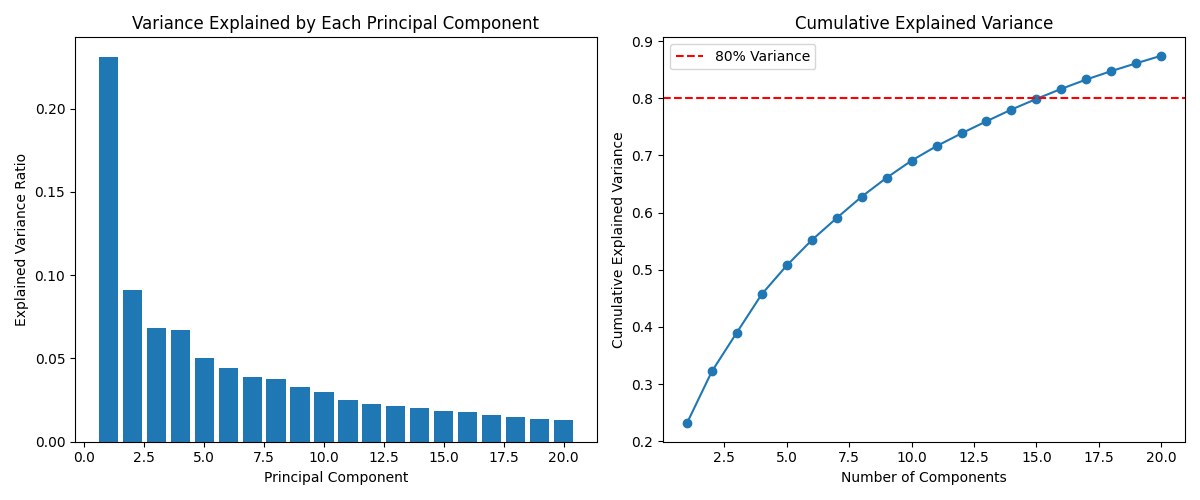 Variance Explained by Each Principal Component
Explained Variance Ratio
0.20
0.15
0.10
0.05
0.00
0.0 2.5 5.0 7.5 10.0 12.5 15.0 17.5 20.0
Principal Component
Cumulative Explained Variance
80% Variance
Cumulative Explained Variance
0.9
0.8
0.7
0.6
0.5
0.4
0.3
0.2
2.5 5.0 7.5 10.0 12.5 15.0 17.5 20.0
Number of Components